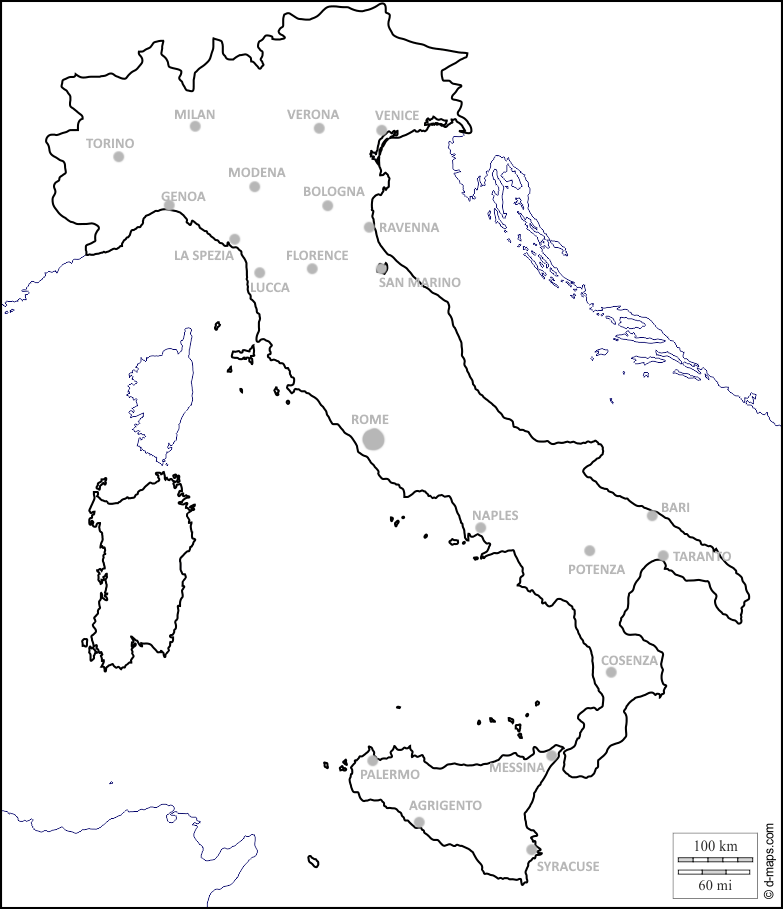 MILAN
VERONA
VENICE
TORINO
MODENA
BOLOGNA
GENOA
RAVENNA
LA SPEZIA
FLORENCE
LUCCA
SAN MARINO
ROME
BARI
NAPLES
TARANTO
POTENZA
COSENZA
MESSINA
PALERMO
AGRIGENTO
SYRACUSE
100 km
60 mi
© d-maps.com